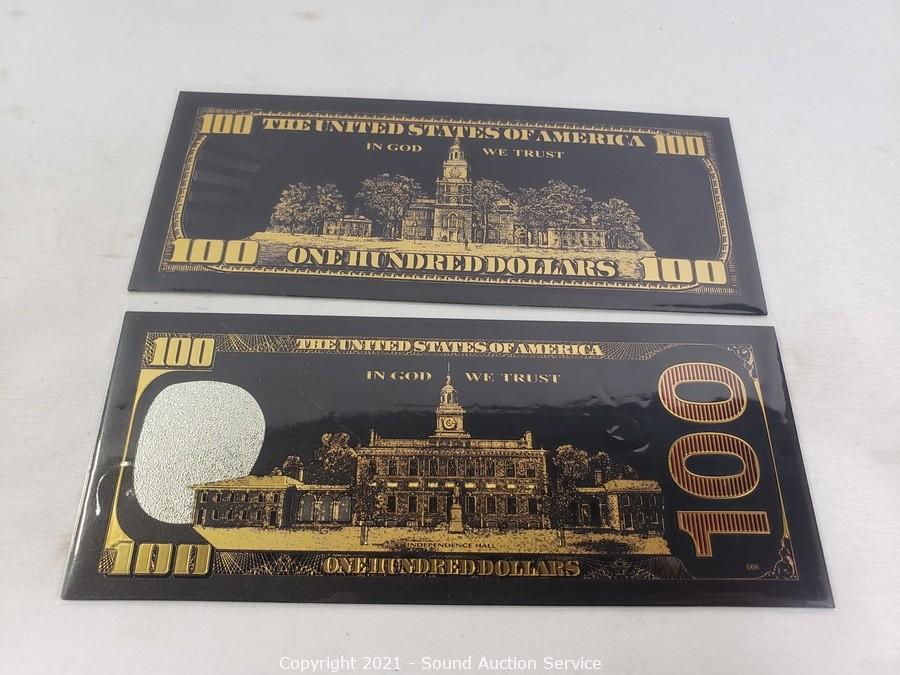 100 THE UNITED STATES OF AMERICA 100
IN GOD WE TRUST
100 ONE HUNDRED DOLLARS 100
100 THE UNITED STATES OF AMERICA
IN GOD WE TRUST
100
INDEPENDENCE HALL
100 ONE HUNDRED DOLLARS
666
Copyright 2021 - Sound Auction Service